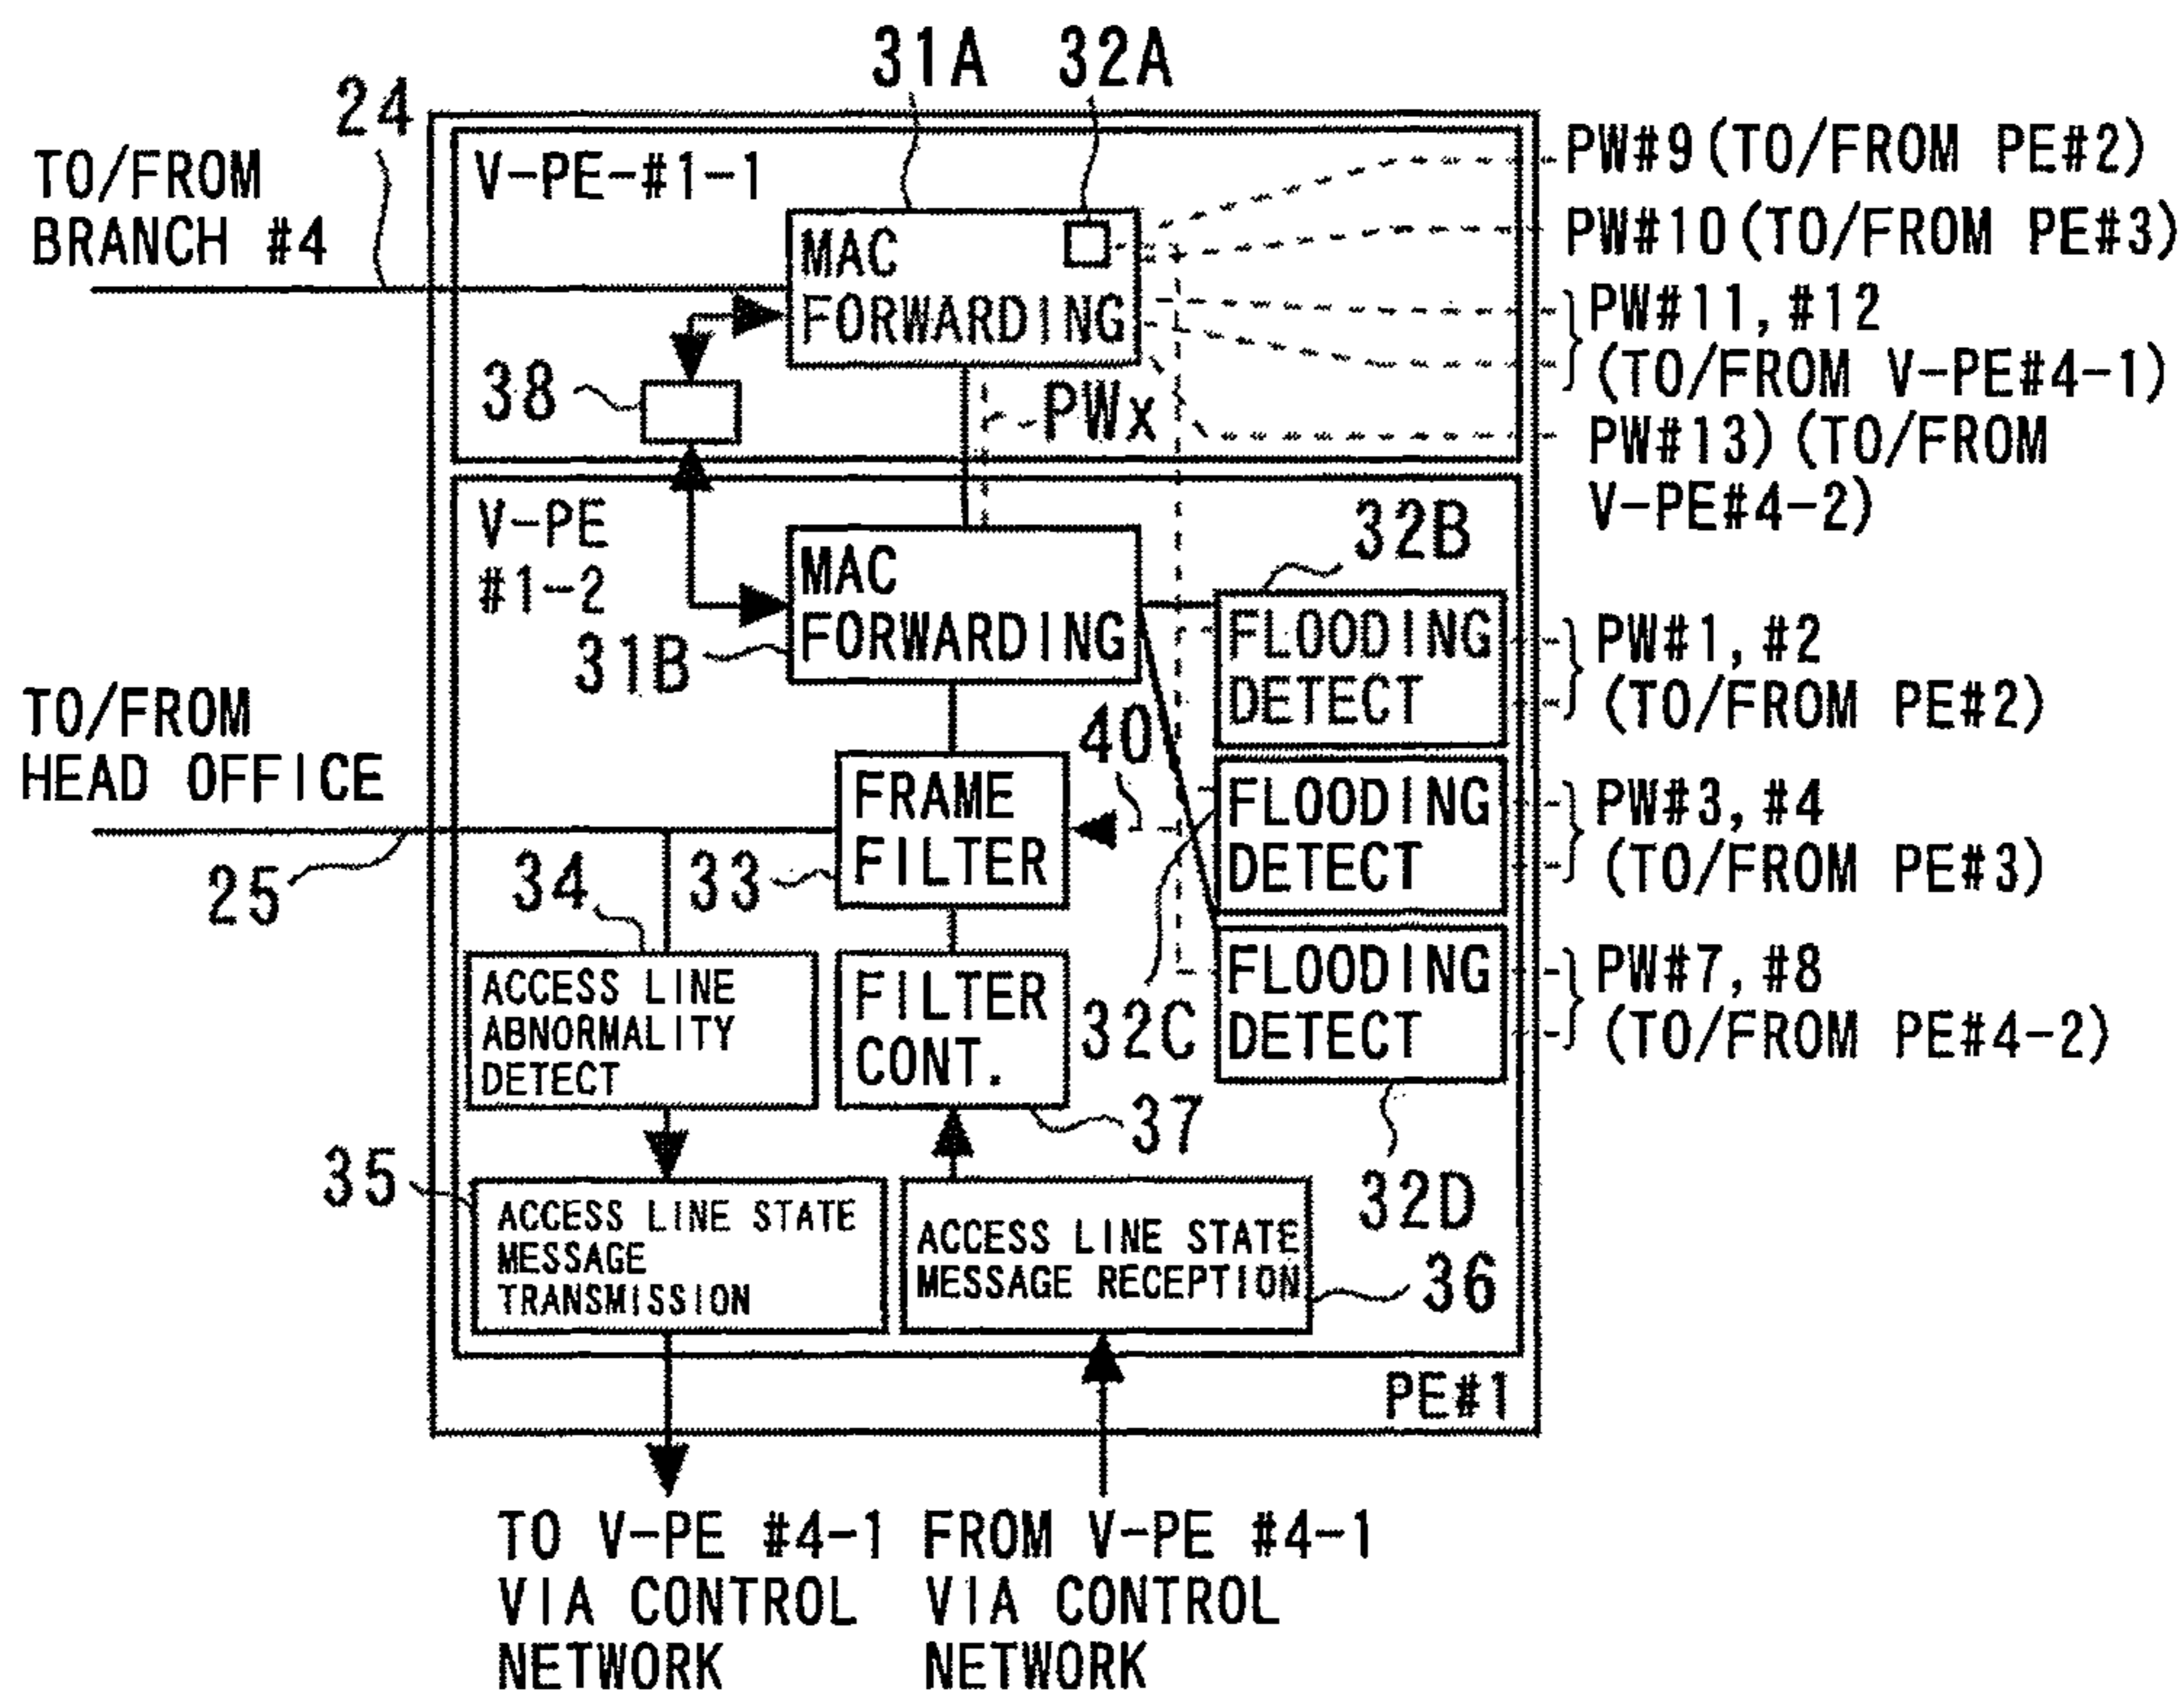 31A 32A
24
TO/FROM
BRANCH #4
V-PE-#1-1
MAC
FORWARDING
PW#9(TO/FROM PE#2)
PW#10(TO/FROM PE#3)
PW#11, #12
(TO/FROM V-PE#4-1)
PW#13)(TO/FROM
V-PE#4-2)
38
PWx
V-PE
#1-2
MAC
FORWARDING
31B
32B
FLOODING
DETECT
PW#1, #2
(TO/FROM PE#2)
TO/FROM
HEAD OFFICE
25
40
FRAME
FILTER
33
34
FLOODING
DETECT
PW#3, #4
(TO/FROM PE#3)
ACCESS LINE
ABNORMALITY
DETECT
FILTER
CONT.
32C
FLOODING
DETECT
PW#7, #8
(TO/FROM PE#4-2)
37
32D
35
ACCESS LINE STATE
MESSAGE
TRANSMISSION
ACCESS LINE STATE
MESSAGE RECEPTION
36
PE#1
TO V-PE #4-1
VIA CONTROL
NETWORK
FROM V-PE #4-1
VIA CONTROL
NETWORK